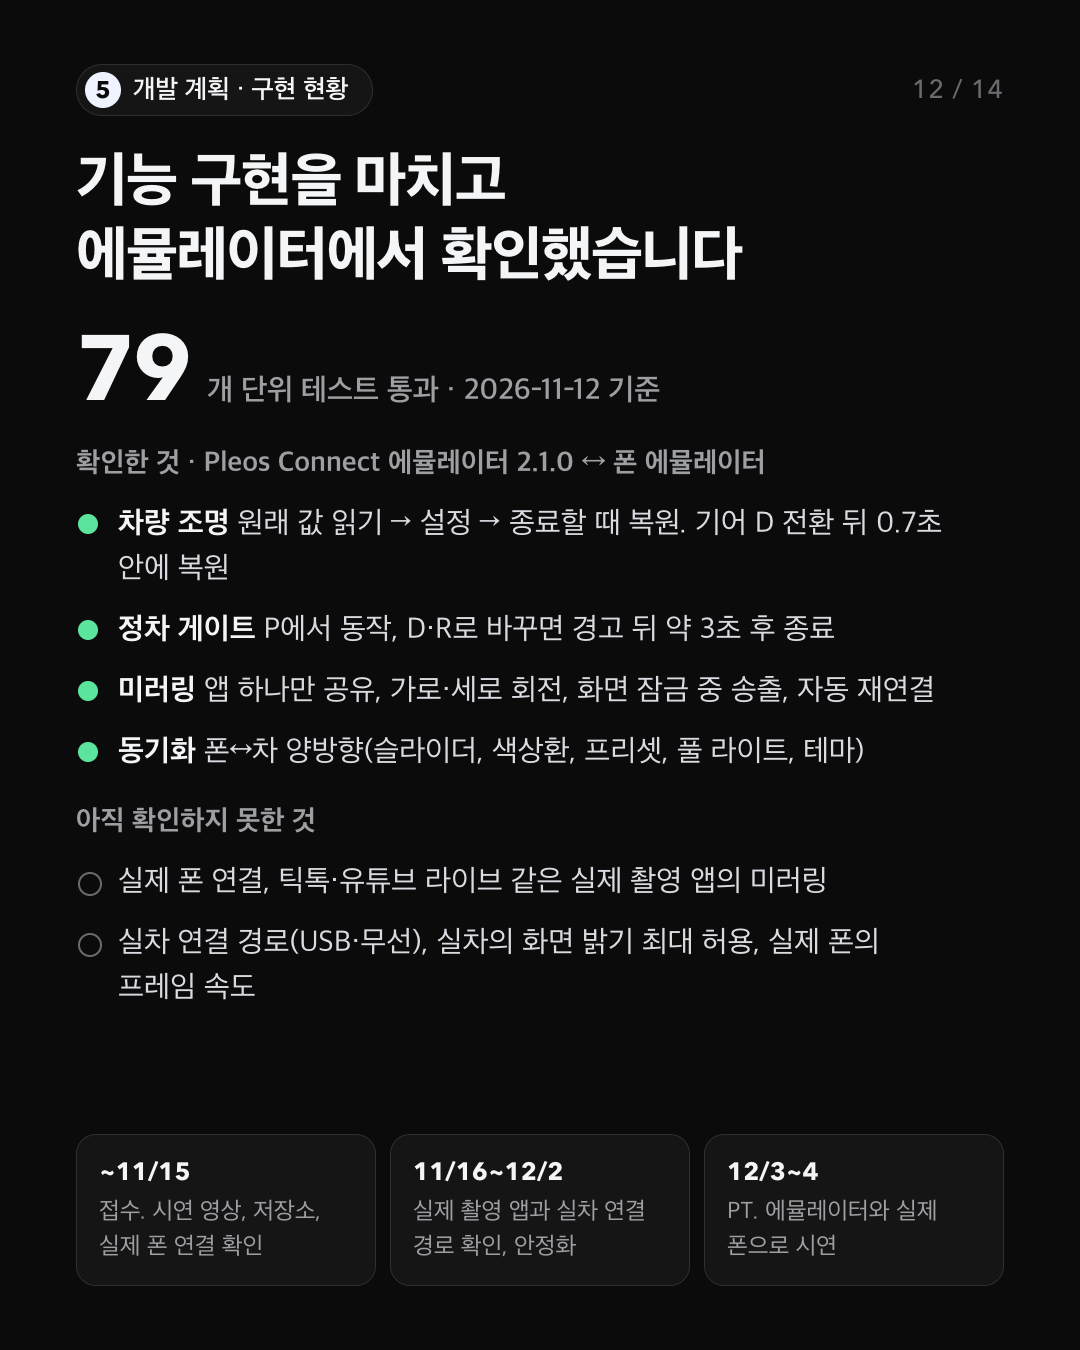 5 개발 계획 · 구현 현황
12 / 14
기능 구현을 마치고
에뮬레이터에서 확인했습니다
79 개 단위 테스트 통과 · 2026-11-12 기준
확인한 것 · Pleos Connect 에뮬레이터 2.1.0 ↔ 폰 에뮬레이터
차량 조명 원래 값 읽기 → 설정 → 종료할 때 복원. 기어 D 전환 뒤 0.7초
안에 복원
정차 게이트 P에서 동작, D·R로 바꾸면 경고 뒤 약 3초 후 종료
미러링 앱 하나만 공유, 가로·세로 회전, 화면 잠금 중 송출, 자동 재연결
동기화 폰↔차 양방향(슬라이더, 색상환, 프리셋, 풀 라이트, 테마)
아직 확인하지 못한 것
실제 폰 연결, 틱톡·유튜브 라이브 같은 실제 촬영 앱의 미러링
실차 연결 경로(USB·무선), 실차의 화면 밝기 최대 허용, 실제 폰의
프레임 속도
~11/15
접수. 시연 영상, 저장소,
실제 폰 연결 확인
11/16~12/2
실제 촬영 앱과 실차 연결
경로 확인, 안정화
12/3~4
PT. 에뮬레이터와 실제
폰으로 시연